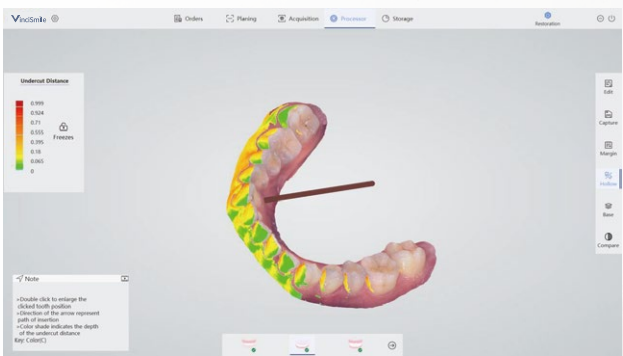 VinciSmile
Orders
Planing
Acquisition
Processor
Storage
Restoration
Undercut Distance
0.999
0.924
0.71
0.555
0.395
0.18
0.065
0
Freezes
Edit
Capture
Margin
Hollow
Base
Compare
Note
»Double click to enlarge the
clicked tooth position
»Direction of the arrow represent
path of insertion
»Color shade indicates the depth
of the undercut distance
Key: Color(C)